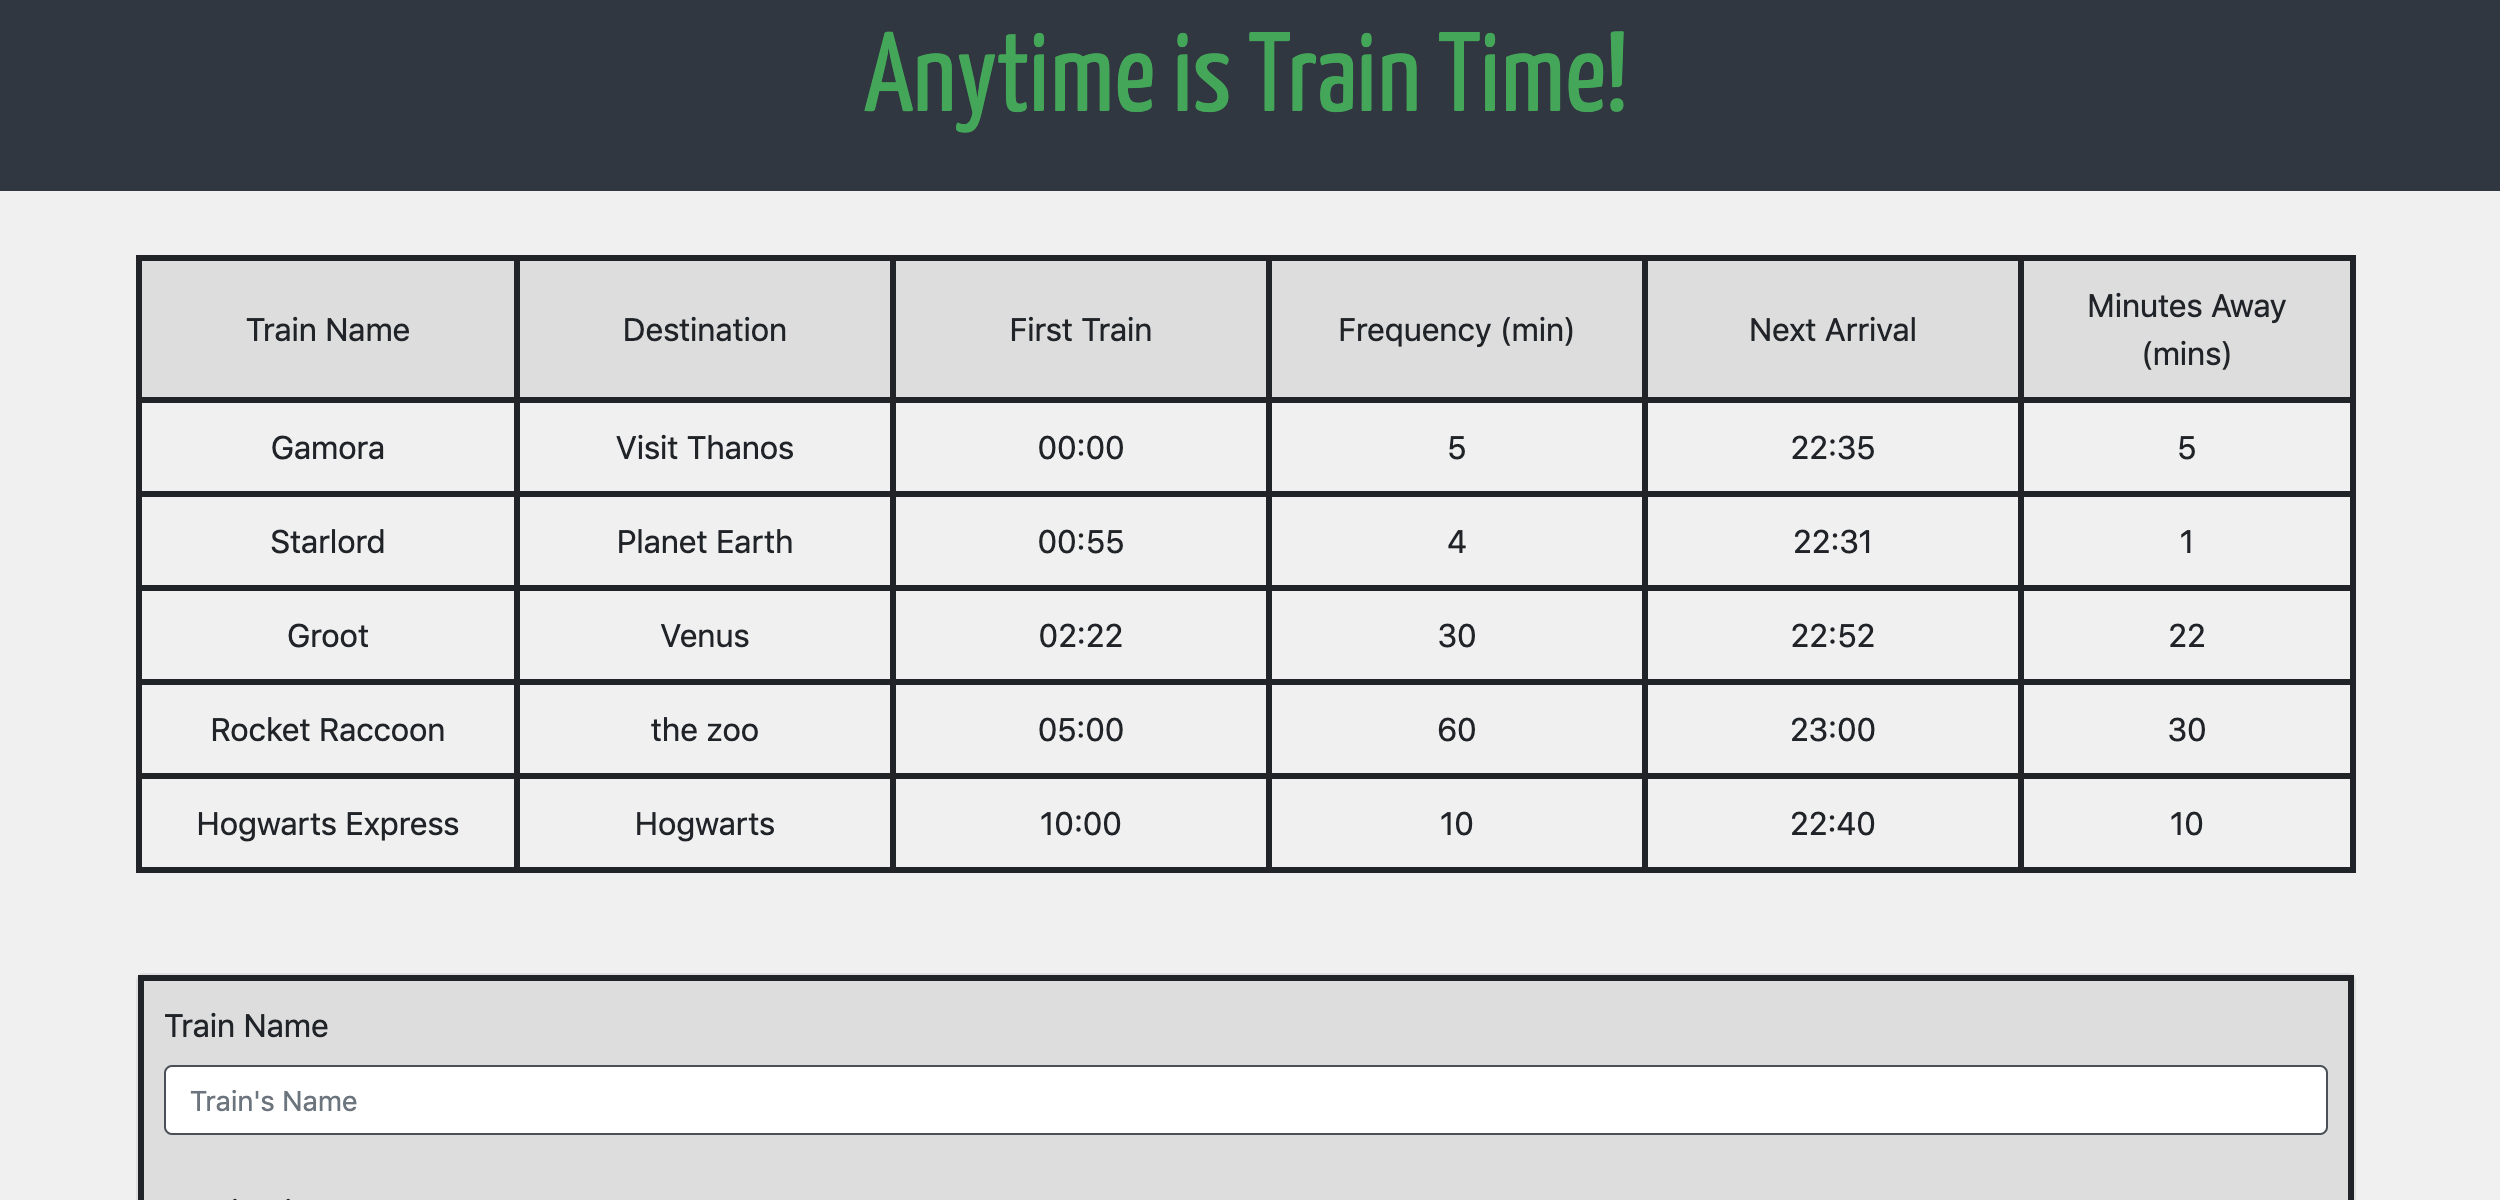 Anytime is Train Time!
Train Name Destination First Train Frequency (min) Next Arrival Minutes Away (mins)
Gamora Visit Thanos 00:00 5 22:35 5
Starlord Planet Earth 00:55 4 22:31 1
Groot Venus 02:22 30 22:52 22
Rocket Raccoon the zoo 05:00 60 23:00 30
Hogwarts Express Hogwarts 10:00 10 22:40 10
Train Name
Train's Name